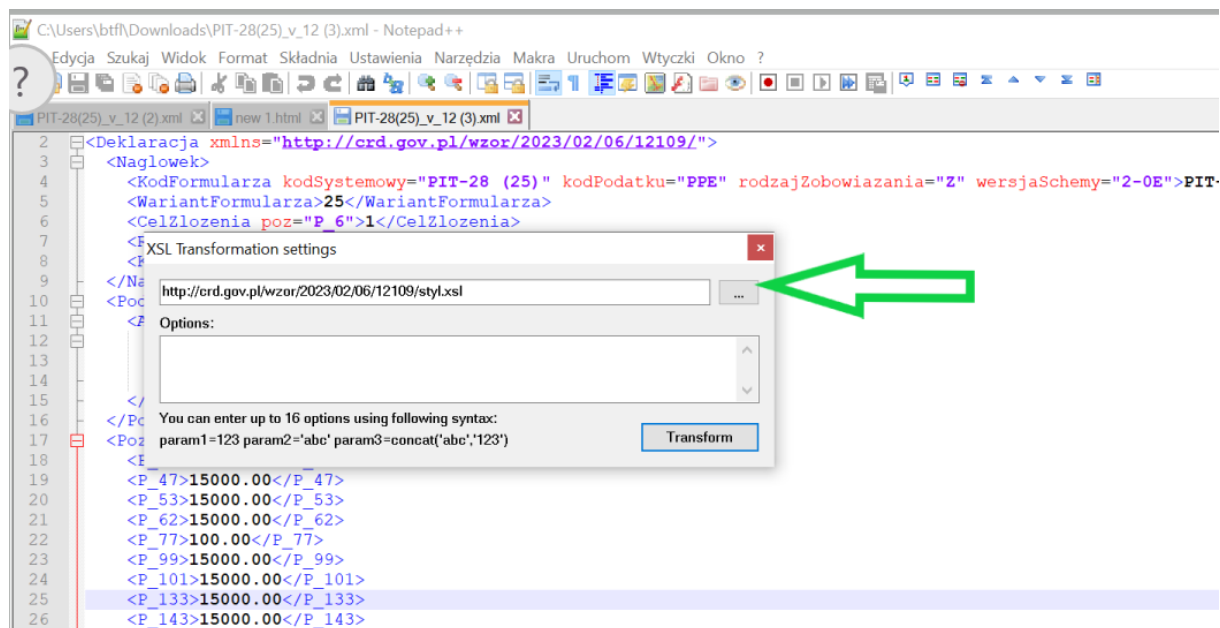 C:\Users\btfl\Downloads\PIT-28(25)_v_12 (3).xml - Notepad++
Edycja Szukaj Widok Format Składnia Ustawienia Narzędzia Makra Uruchom Wtyczki Okno ?
?
PIT-28(25)_v_12 (2).xml new 1.html PIT-28(25)_v_12 (3).xml
2 <Deklaracja xmlns="http://crd.gov.pl/wzor/2023/02/06/12109/">
3 <Naglowek>
4 <KodFormularza kodSystemowy="PIT-28 (25)" kodPodatku="PPE" rodzajZobowiazania="Z" wersjaSchemy="2-0E">PIT-
5 <WariantFormularza>25</WariantFormularza>
6 <CelZlozenia poz="P_6">1</CelZlozenia>
7
8
9 </Na
10 <Poc
11
12
13
14
15 </
16 </Po
17 <Poz
18
XSL Transformation settings
http://crd.gov.pl/wzor/2023/02/06/12109/styl.xsl
...
Options:
You can enter up to 16 options using following syntax:
param1=123 param2='abc' param3=concat('abc','123')
Transform
19 <P_47>15000.00</P_47>
20 <P_53>15000.00</P_53>
21 <P_62>15000.00</P_62>
22 <P_77>100.00</P_77>
23 <P_99>15000.00</P_99>
24 <P_101>15000.00</P_101>
25 <P_133>15000.00</P_133>
26 <P_143>15000.00</P_143>